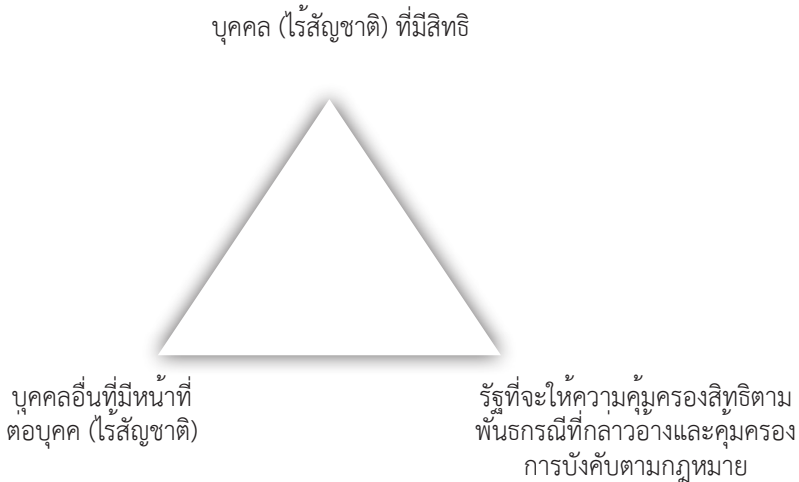 บุคคล (ไร้สัญชาติ) ที่มีสิทธิ
บุคคลอื่นที่มีหน้าที่
ต่อบุคค (ไร้สัญชาติ)
รัฐที่จะให้ความคุ้มครองสิทธิตาม
พันธกรณีที่กล่าวอ้างและคุ้มครอง
การบังคับตามกฎหมาย